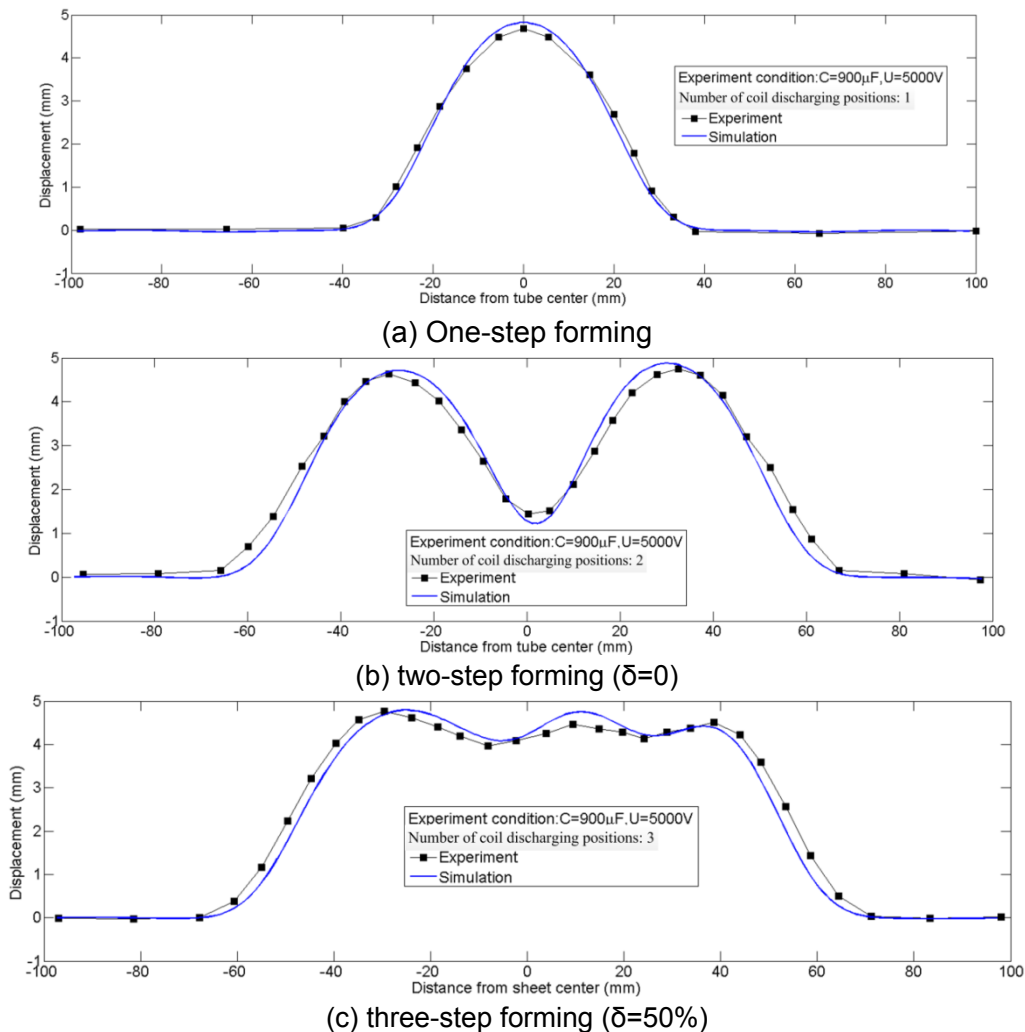 5
4
3
2
1
0
-1
Displacement (mm)
Experiment condition:C=900μF,U=5000V
Number of coil discharging positions: 1
Experiment
Simulation
-100 -80 -60 -40 -20 0 20 40 60 80 100
Distance from tube center (mm)
(a) One-step forming
5
4
3
2
1
0
-1
Displacement (mm)
Experiment condition:C=900μF,U=5000V
Number of coil discharging positions: 2
Experiment
Simulation
-100 -80 -60 -40 -20 0 20 40 60 80 100
Distance from tube center (mm)
(b) two-step forming (δ=0)
5
4
3
2
1
0
-1
Displacement (mm)
Experiment condition:C=900μF,U=5000V
Number of coil discharging positions: 3
Experiment
Simulation
-100 -80 -60 -40 -20 0 20 40 60 80 100
Distance from sheet center (mm)
(c) three-step forming (δ=50%)